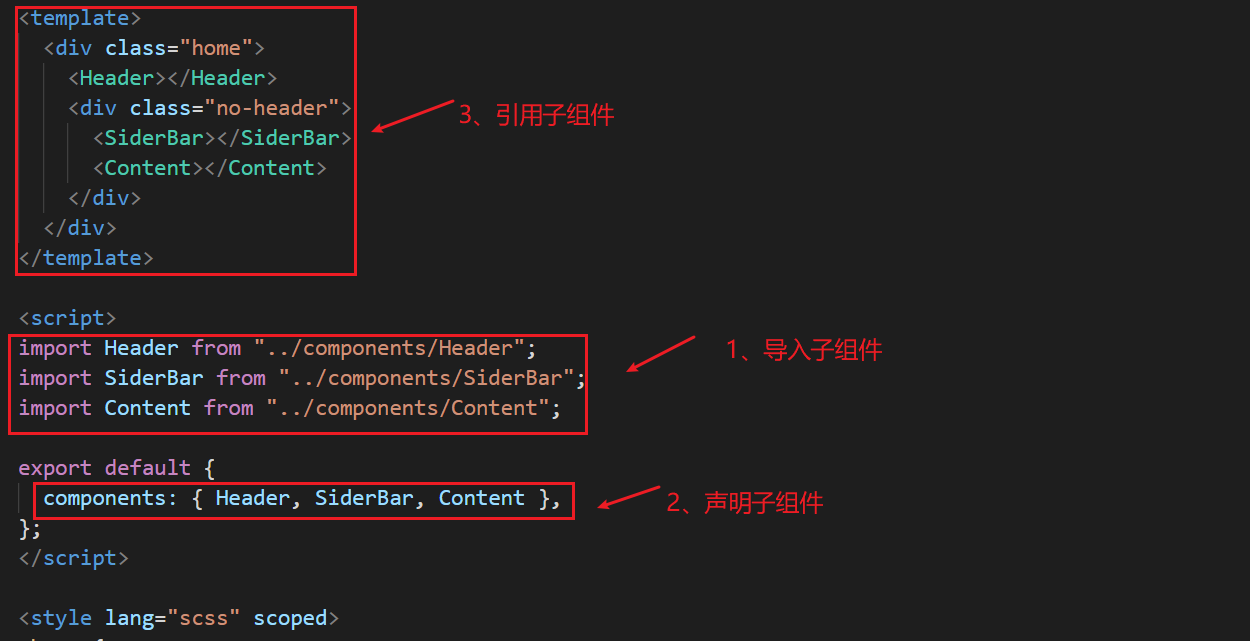 <template>
<div class="home">
<Header></Header>
<div class="no-header">
3、引用子组件
<SiderBar></SiderBar>
<Content></Content>
</div>
</div>
</template>
<script>
import Header from "../components/Header";
1、导入子组件
import SiderBar from "../components/SiderBar";
import Content from "../components/Content";
export default {
components: { Header, SiderBar, Content },
2、声明子组件
};
</script>
<style lang="scss" scoped>